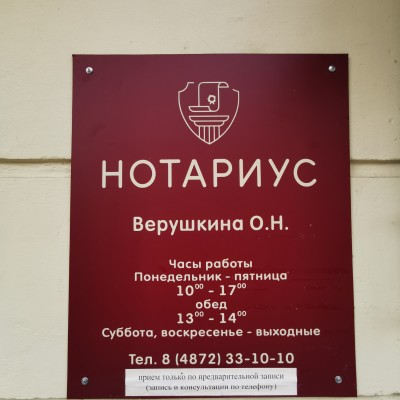 НОТАРИУС
Верушкина О.Н.
Часы работы
Понедельник - пятница
10⁰⁰ - 17⁰⁰
обед
13⁰⁰ - 14⁰⁰
Суббота, воскресенье - выходные
Тел. 8 (4872) 33-10-10
прием только по предварительной записи
(запись и консультации по телефону)